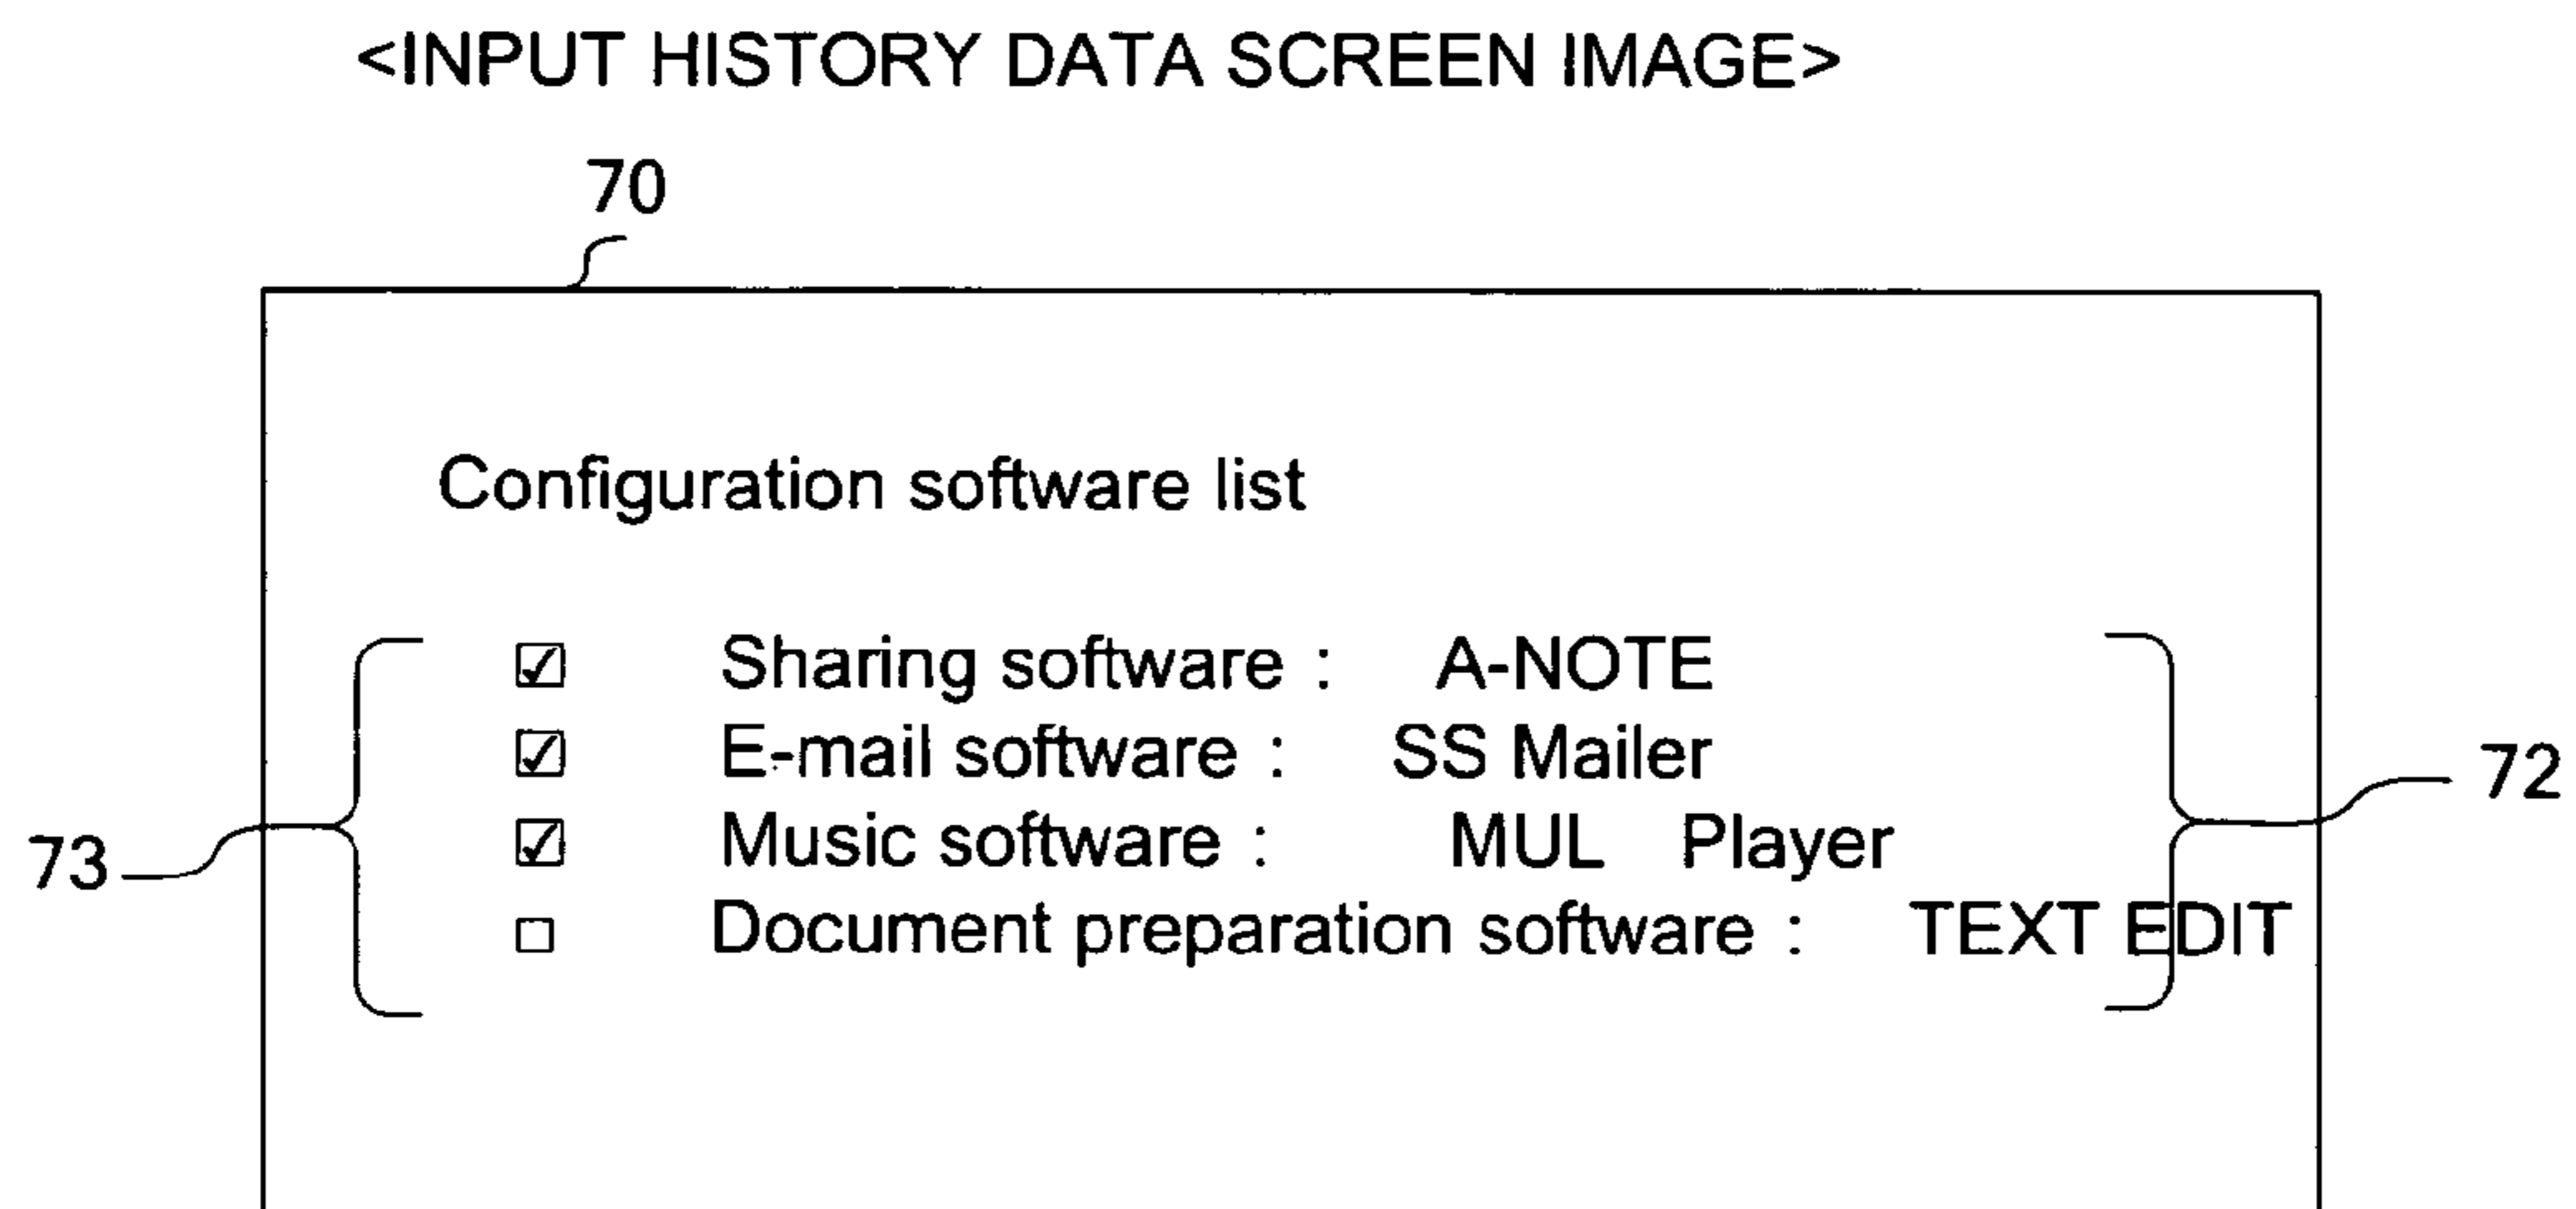 <INPUT HISTORY DATA SCREEN IMAGE>
70
Configuration software list
☑ Sharing software : A-NOTE
☑ E-mail software : SS Mailer
72
☑ Music software : MUL Player
73
☐ Document preparation software : TEXT EDIT